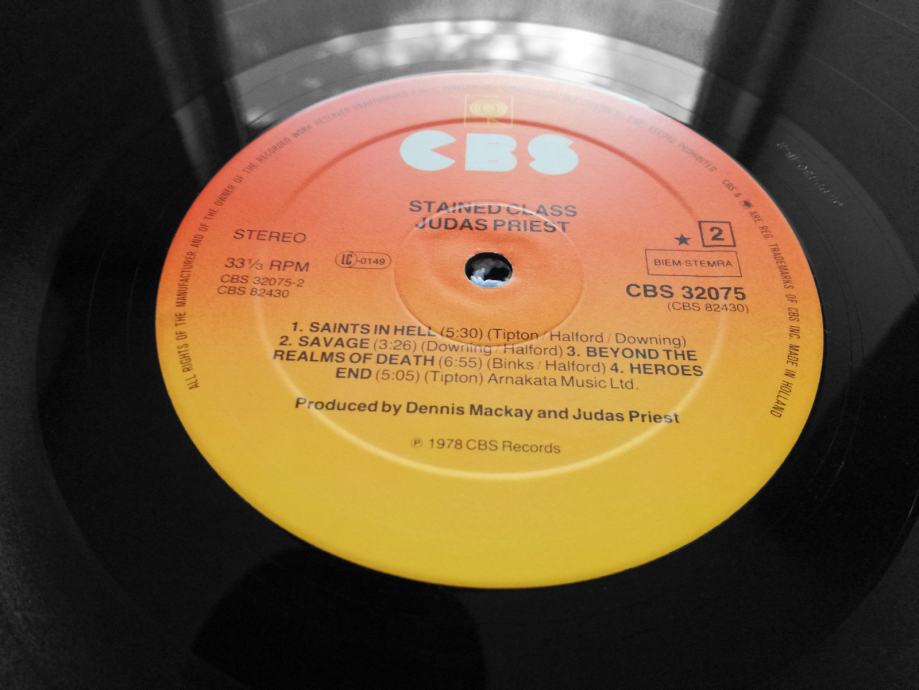 CBS
STAINED CLASS
JUDAS PRIEST
STEREO
33⅓ RPM
CBS 32075-2
CBS 82430
LC-0149
★ 2
BIEM-STEMRA
CBS 32075
(CBS 82430)
1. SAINTS IN HELL (5:30) (Tipton / Halford / Downing)
2. SAVAGE (3:26) (Downing / Halford) 3. BEYOND THE
REALMS OF DEATH (6:55) (Binks / Halford) 4. HEROES
END (5:05) (Tipton) Arnakata Music Ltd.
Produced by Dennis Mackay and Judas Priest
℗ 1978 CBS Records
ALL RIGHTS OF THE MANUFACTURER AND OF THE OWNER OF THE RECORDED WORK RESERVED
PROHIBITED CBS & ARE REG. TRADEMARKS OF CBS INC. MADE IN HOLLAND